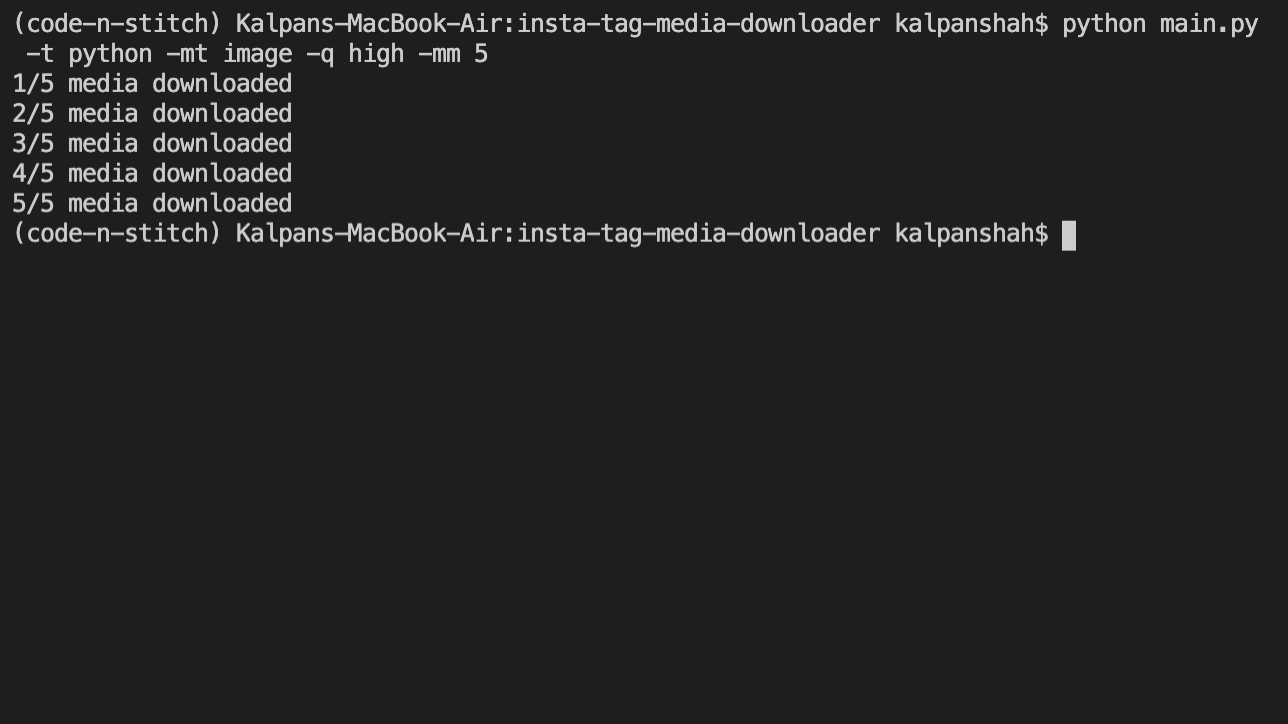 (code-n-stitch) Kalpans-MacBook-Air:insta-tag-media-downloader kalpanshah$ python main.py
-t python -mt image -q high -mm 5
1/5 media downloaded
2/5 media downloaded
3/5 media downloaded
4/5 media downloaded
5/5 media downloaded
(code-n-stitch) Kalpans-MacBook-Air:insta-tag-media-downloader kalpanshah$